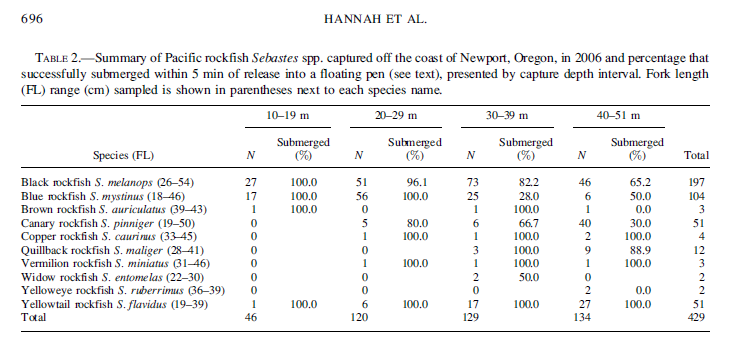 696
HANNAH ET AL.
TABLE 2.—Summary of Pacific rockfish Sebastes spp. captured off the coast of Newport, Oregon, in 2006 and percentage that
successfully submerged within 5 min of release into a floating pen (see text), presented by capture depth interval. Fork length
(FL) range (cm) sampled is shown in parentheses next to each species name.
10–19 m 20–29 m 30–39 m 40–51 m
Submerged Submerged Submerged Submerged
Species (FL) N (%) N (%) N (%) N (%) Total
Black rockfish S. melanops (26–54) 27 100.0 51 96.1 73 82.2 46 65.2 197
Blue rockfish S. mystinus (18–46) 17 100.0 56 100.0 25 28.0 6 50.0 104
Brown rockfish S. auriculatus (39–43) 1 100.0 0 1 100.0 1 0.0 3
Canary rockfish S. pinniger (19–50) 0 5 80.0 6 66.7 40 30.0 51
Copper rockfish S. caurinus (33–45) 0 1 100.0 1 100.0 2 100.0 4
Quillback rockfish S. maliger (28–41) 0 0 3 100.0 9 88.9 12
Vermilion rockfish S. miniatus (31–46) 0 1 100.0 1 100.0 1 100.0 3
Widow rockfish S. entomelas (22–30) 0 0 2 50.0 0 2
Yelloweye rockfish S. ruberrimus (36–39) 0 0 0 2 0.0 2
Yellowtail rockfish S. flavidus (19–39) 1 100.0 6 100.0 17 100.0 27 100.0 51
Total 46 120 129 134 429